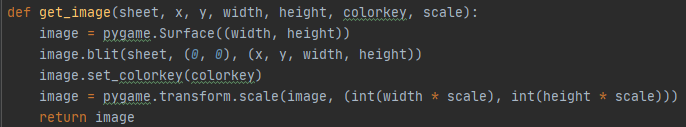 def get_image(sheet, x, y, width, height, colorkey, scale):
    image = pygame.Surface((width, height))
    image.blit(sheet, (0, 0), (x, y, width, height))
    image.set_colorkey(colorkey)
    image = pygame.transform.scale(image, (int(width * scale), int(height * scale)))
    return image